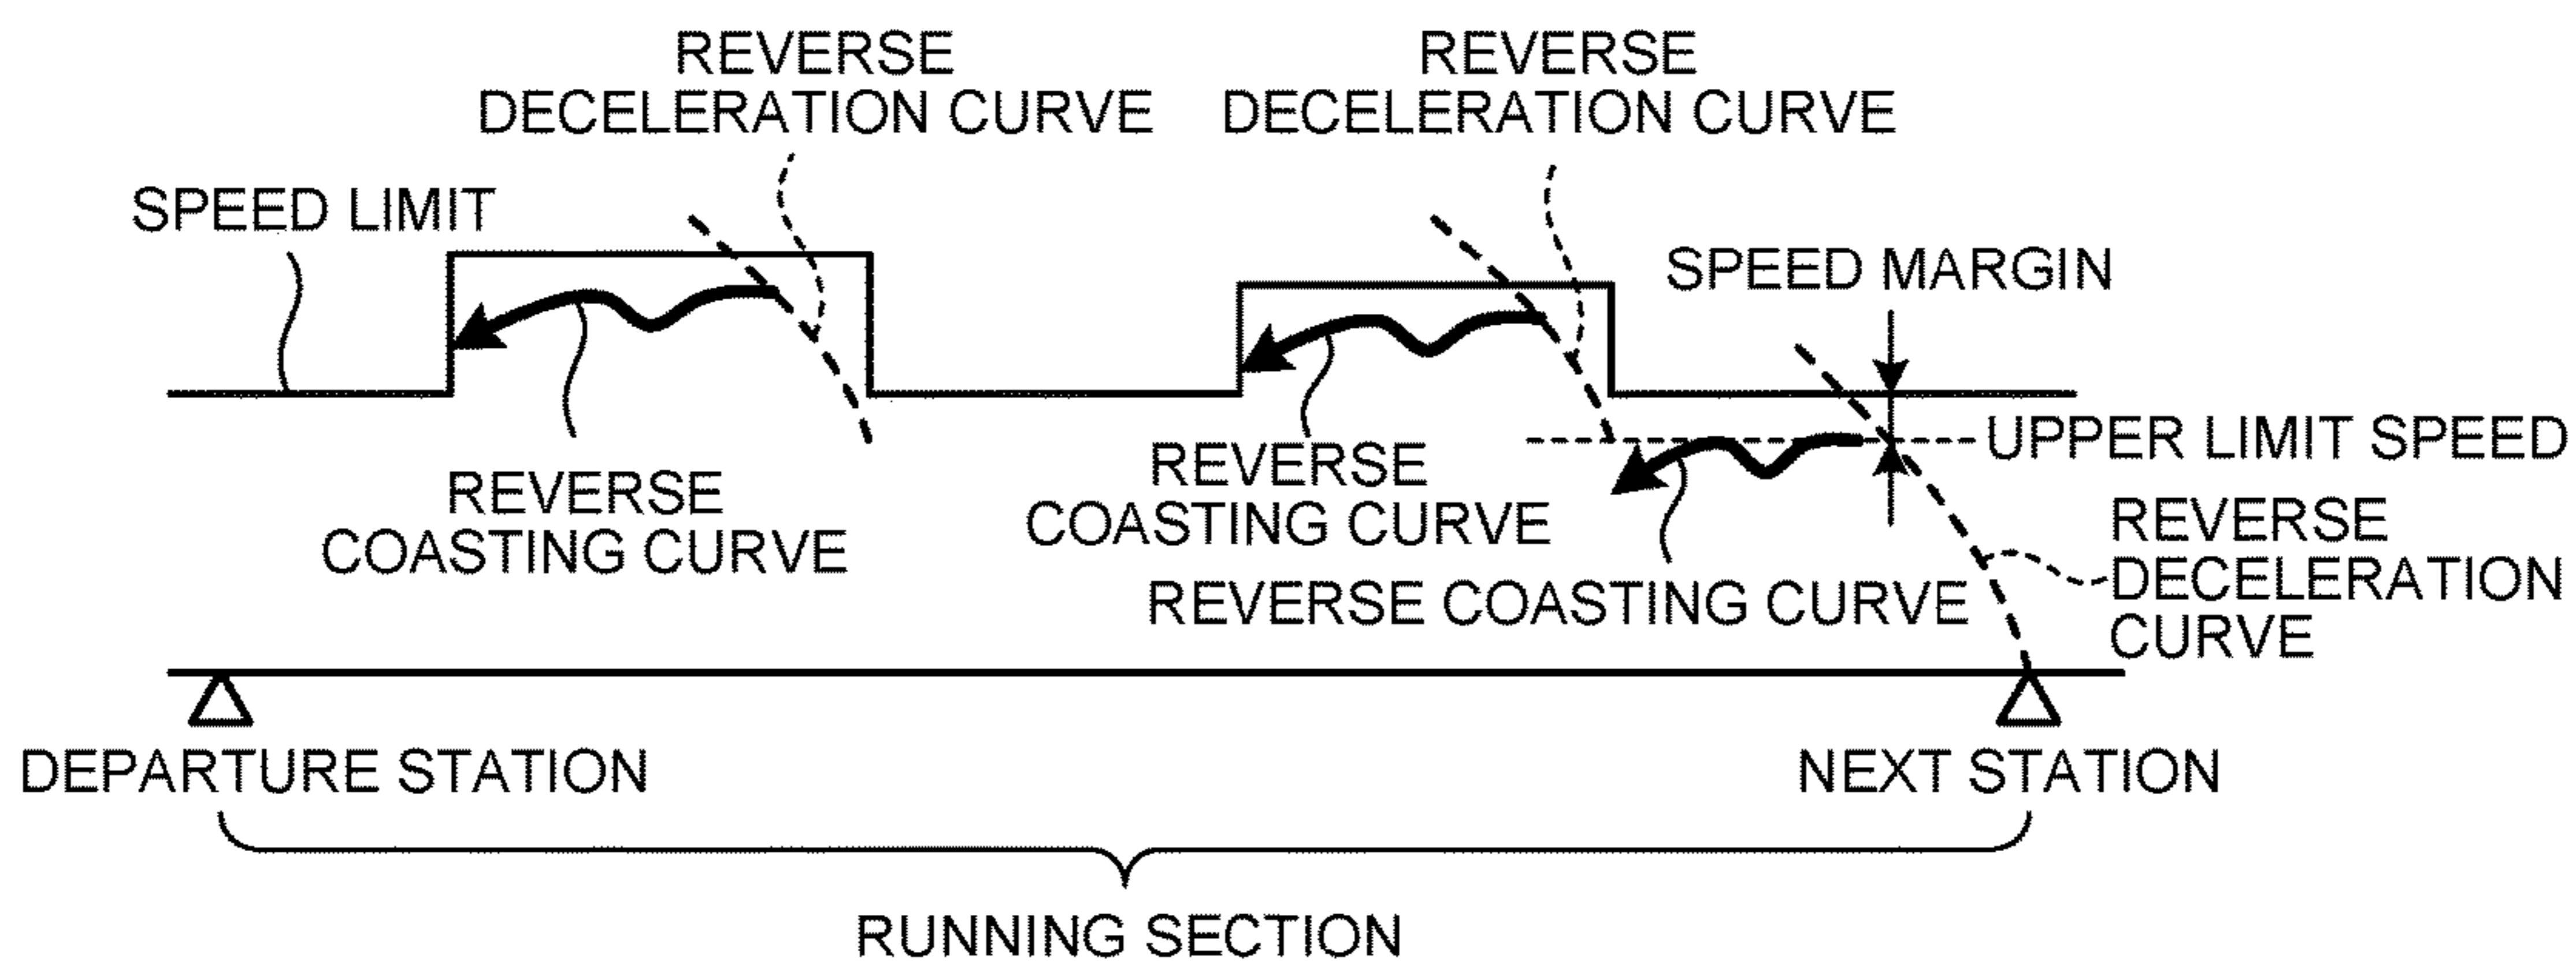 REVERSE
DECELERATION CURVE
REVERSE
DECELERATION CURVE
SPEED LIMIT
SPEED MARGIN
UPPER LIMIT SPEED
REVERSE
COASTING CURVE
REVERSE
COASTING CURVE
REVERSE COASTING CURVE
REVERSE
DECELERATION
CURVE
DEPARTURE STATION
NEXT STATION
RUNNING SECTION